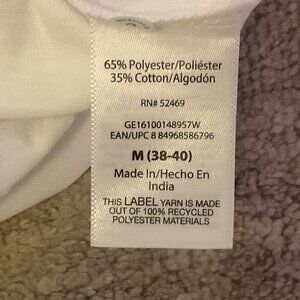 65% Polyester/Poliéster
35% Cotton/Algodón
RN# 52469
GE16100148957W
EAN/UPC 8 84968586796
M (38-40)
Made In/Hecho En
India
THIS LABEL YARN IS MADE
OUT OF 100% RECYCLED
POLYESTER MATERIALS